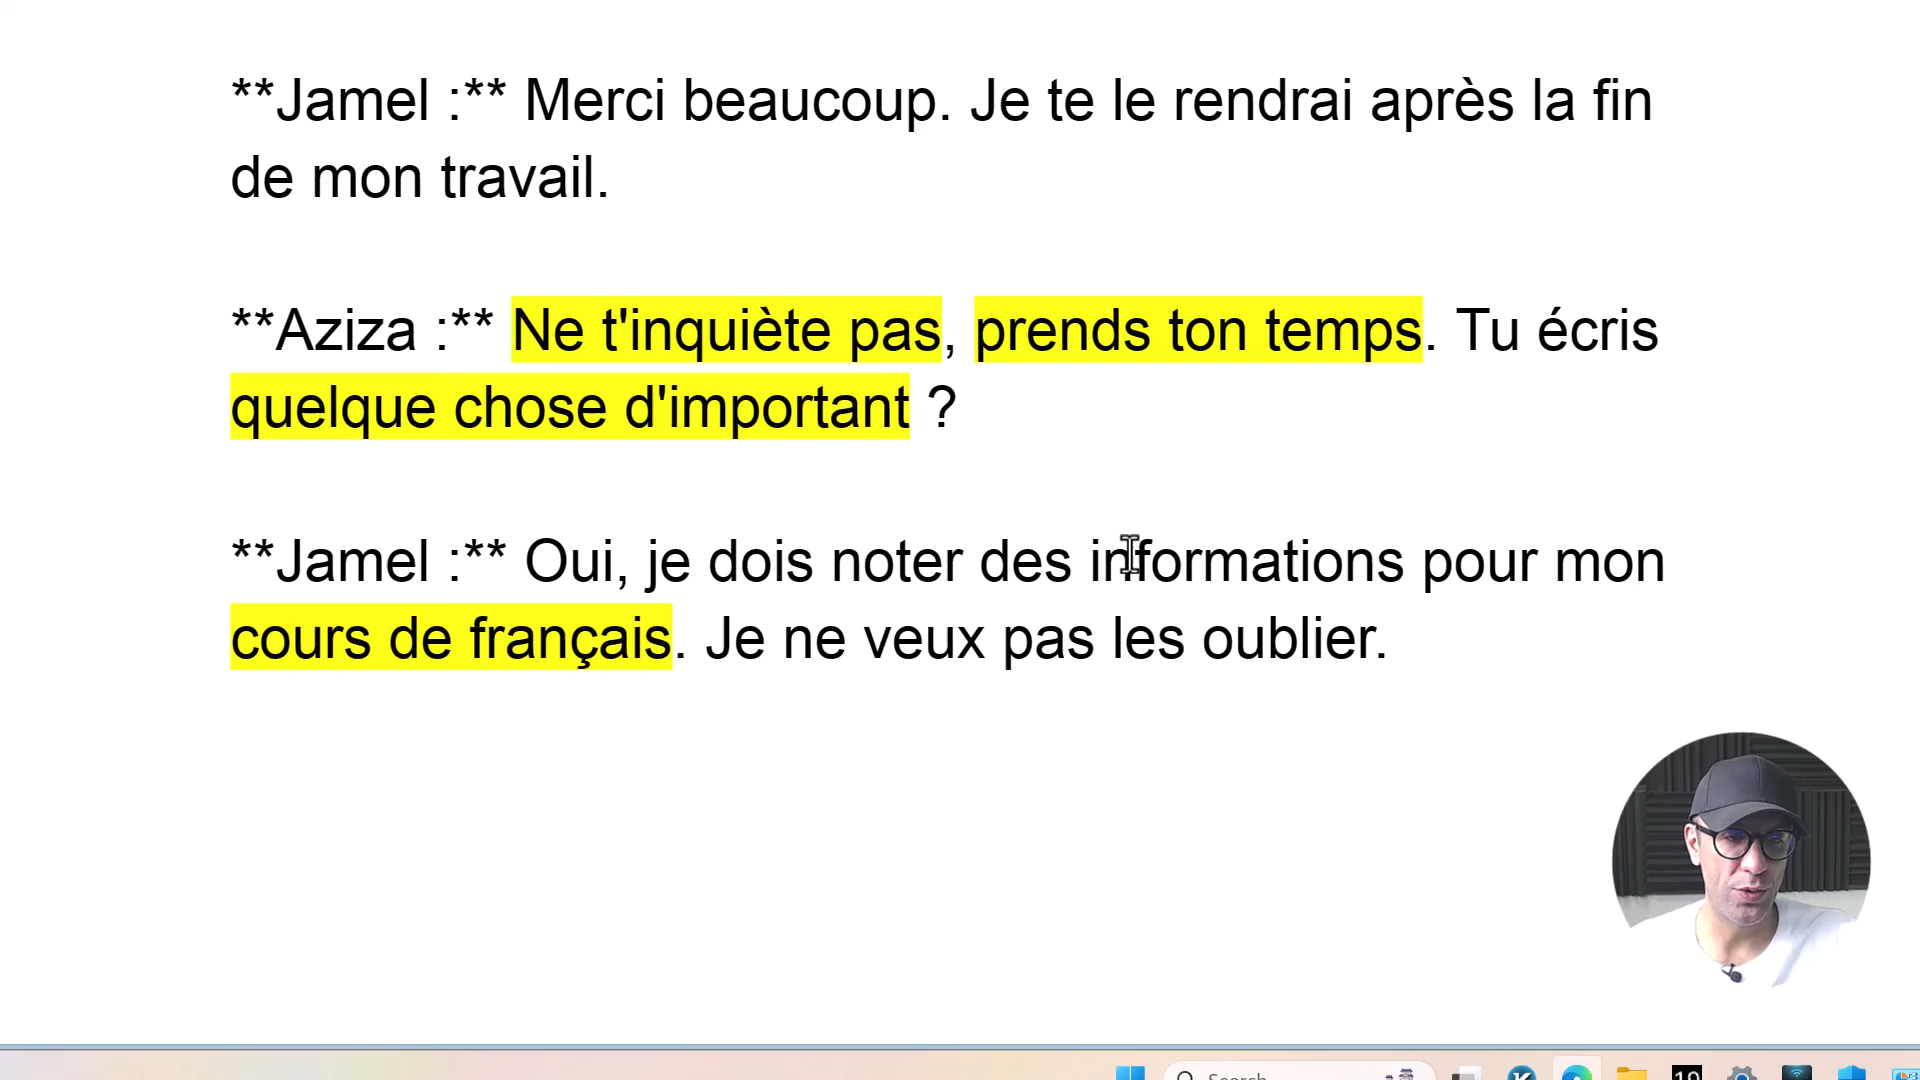 **Jamel :** Merci beaucoup. Je te le rendrai après la fin
de mon travail.
**Aziza :** Ne t'inquiète pas, prends ton temps. Tu écris
quelque chose d'important ?
**Jamel :** Oui, je dois noter des informations pour mon
cours de français. Je ne veux pas les oublier.
Search